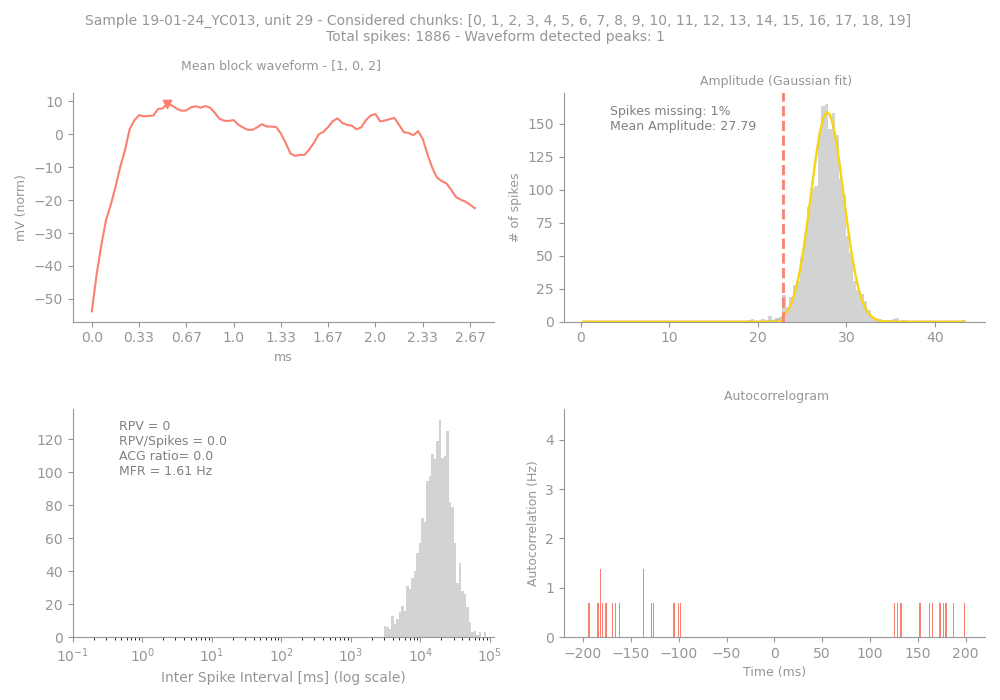 Sample 19-01-24_YC013, unit 29 - Considered chunks: [0, 1, 2, 3, 4, 5, 6, 7, 8, 9, 10, 11, 12, 13, 14, 15, 16, 17, 18, 19]
Total spikes: 1886 - Waveform detected peaks: 1
Mean block waveform - [1, 0, 2]
10
0
−10
−20
−30
−40
−50
mV (norm)
0.0 0.33 0.67 1.0 1.33 1.67 2.0 2.33 2.67
ms
Amplitude (Gaussian fit)
Spikes missing: 1%
Mean Amplitude: 27.79
150
125
100
75
50
25
0
# of spikes
0 10 20 30 40
RPV = 0
RPV/Spikes = 0.0
ACG ratio= 0.0
MFR = 1.61 Hz
120
100
80
60
40
20
0
10⁻¹ 10⁰ 10¹ 10² 10³ 10⁴ 10⁵
Inter Spike Interval [ms] (log scale)
Autocorrelogram
4
3
2
1
0
Autocorrelation (Hz)
−200 −150 −100 −50 0 50 100 150 200
Time (ms)